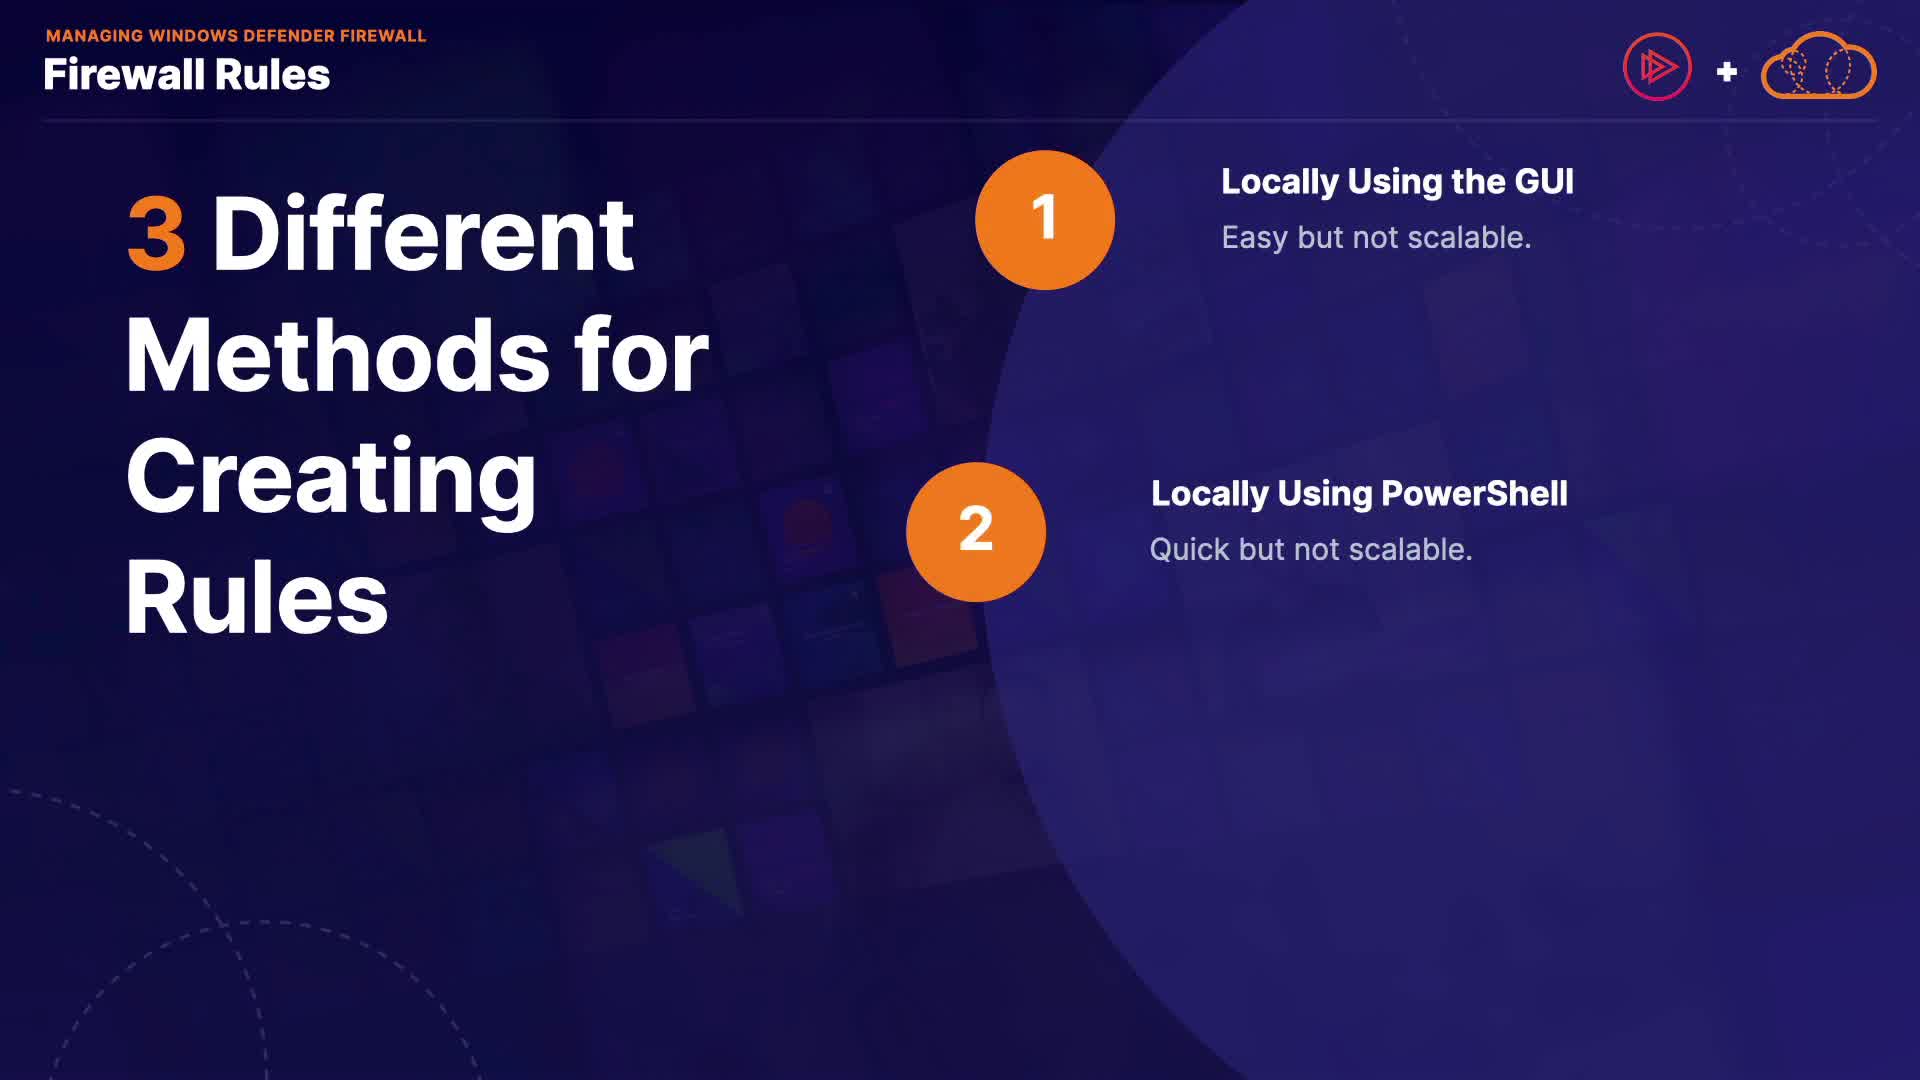 MANAGING WINDOWS DEFENDER FIREWALL
Firewall Rules
3 Different
Methods for
Creating
Rules
1
Locally Using the GUI
Easy but not scalable.
2
Locally Using PowerShell
Quick but not scalable.